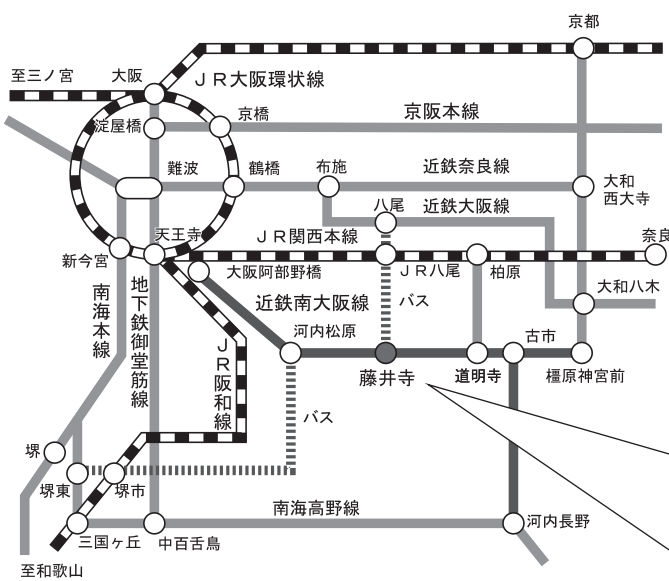 京都
至三ノ宮
大阪
JR大阪環状線
淀屋橋
京橋
京阪本線
難波
鶴橋
布施
近鉄奈良線
大和
西大寺
八尾
近鉄大阪線
天王寺
JR関西本線
奈良
新今宮
大阪阿部野橋
JR八尾
柏原
南海本線
地下鉄御堂筋線
近鉄南大阪線
バス
大和八木
河内松原
古市
JR阪和線
藤井寺
道明寺
橿原神宮前
バス
堺
堺東
堺市
南海高野線
河内長野
三国ヶ丘
中百舌鳥
至和歌山